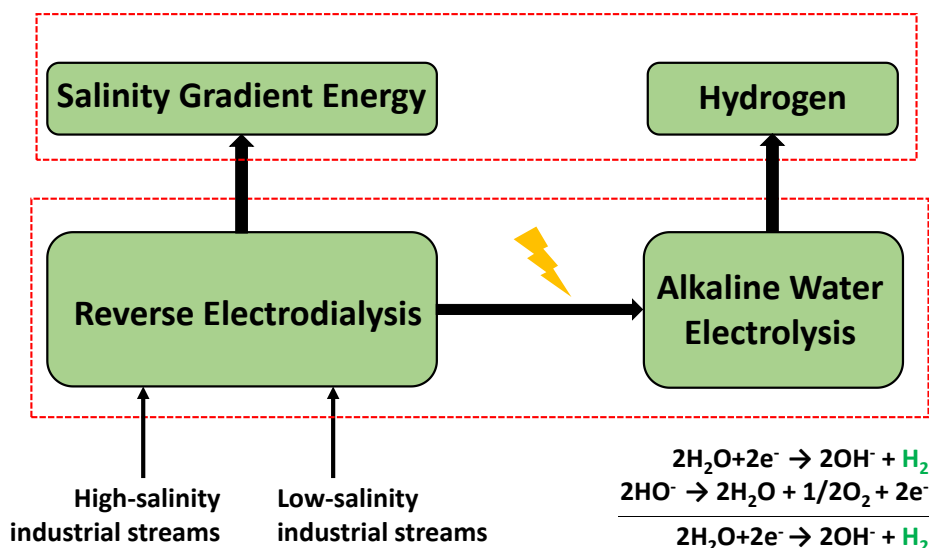 Salinity Gradient Energy
Hydrogen
Reverse Electrodialysis
Alkaline Water
Electrolysis
High-salinity
industrial streams
Low-salinity
industrial streams
2H₂O+2e⁻ → 2OH⁻ + H₂
2HO⁻ → 2H₂O + 1/2O₂ + 2e⁻
2H₂O+2e⁻ → 2OH⁻ + H₂